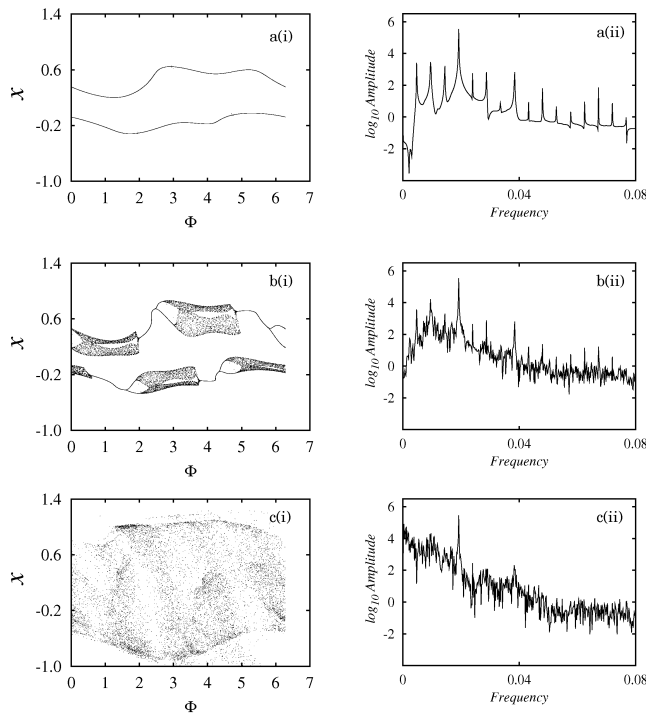 1.4
0.6
-0.2
-1.0
x
a(i)
0 1 2 3 4 5 6 7
Φ
6
4
2
0
-2
log10 Amplitude
a(ii)
0 0.04 0.08
Frequency
1.4
0.6
-0.2
-1.0
x
b(i)
0 1 2 3 4 5 6 7
Φ
6
4
2
0
-2
log10 Amplitude
b(ii)
0 0.04 0.08
Frequency
1.4
0.6
-0.2
-1.0
x
c(i)
0 1 2 3 4 5 6 7
Φ
6
4
2
0
-2
log10 Amplitude
c(ii)
0 0.04 0.08
Frequency